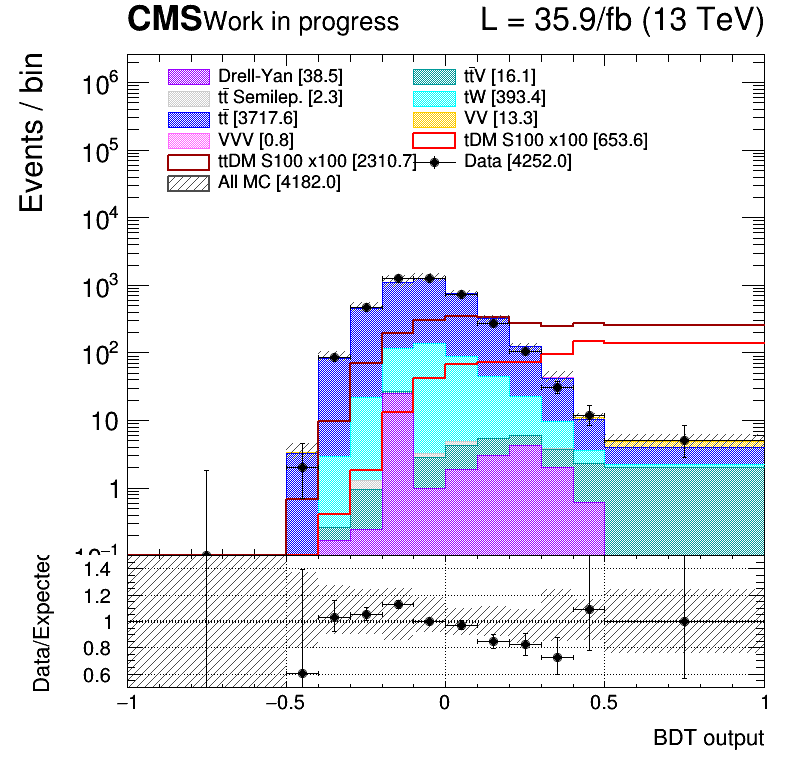 CMS Work in progress L = 35.9/fb (13 TeV)
Events / bin
Drell-Yan [38.5] tt̄V [16.1]
tt̄ Semilep. [2.3] tW [393.4]
tt̄ [3717.6] VV [13.3]
VVV [0.8] tDM S100 x100 [653.6]
ttDM S100 x100 [2310.7] Data [4252.0]
All MC [4182.0]
10⁶
10⁵
10⁴
10³
10²
10
1
10⁻¹
Data/Expected
1.4
1.2
1
0.8
0.6
−1 −0.5 0 0.5 1
BDT output